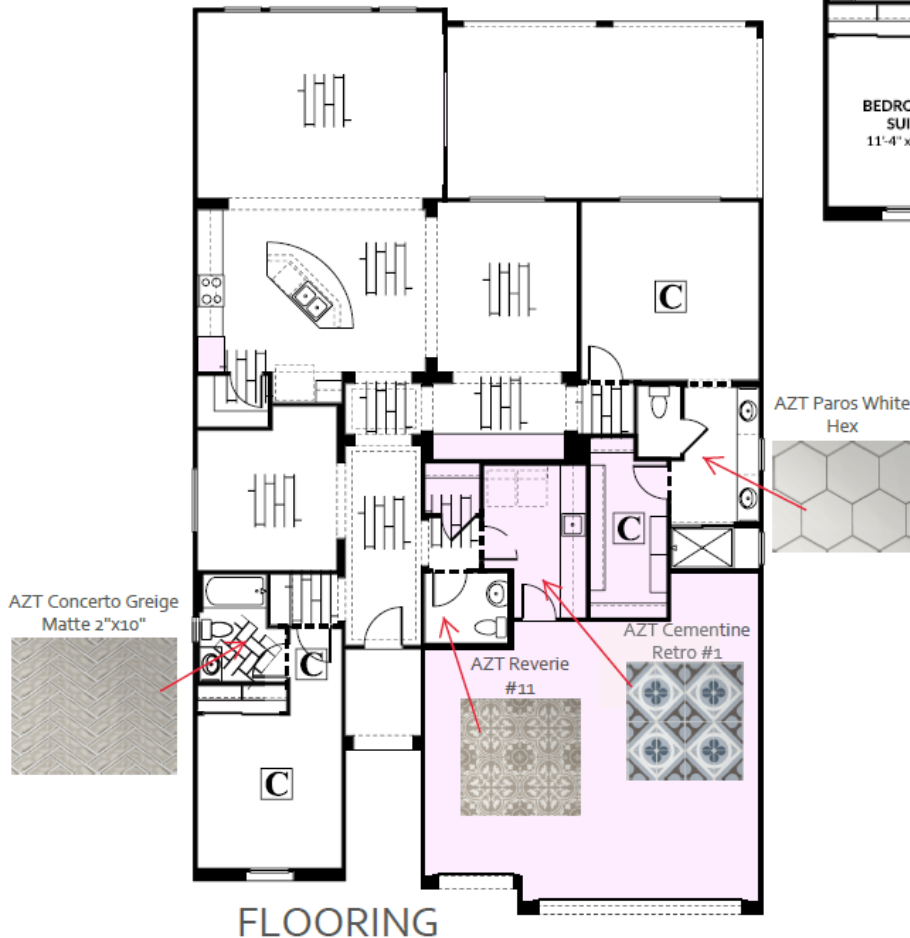 BEDRO
SUI
11'-4" x
C
AZT Paros White
Hex
C
AZT Concerto Greige
Matte 2"x10"
C
AZT Cementine
Retro #1
AZT Reverie
#11
C
FLOORING